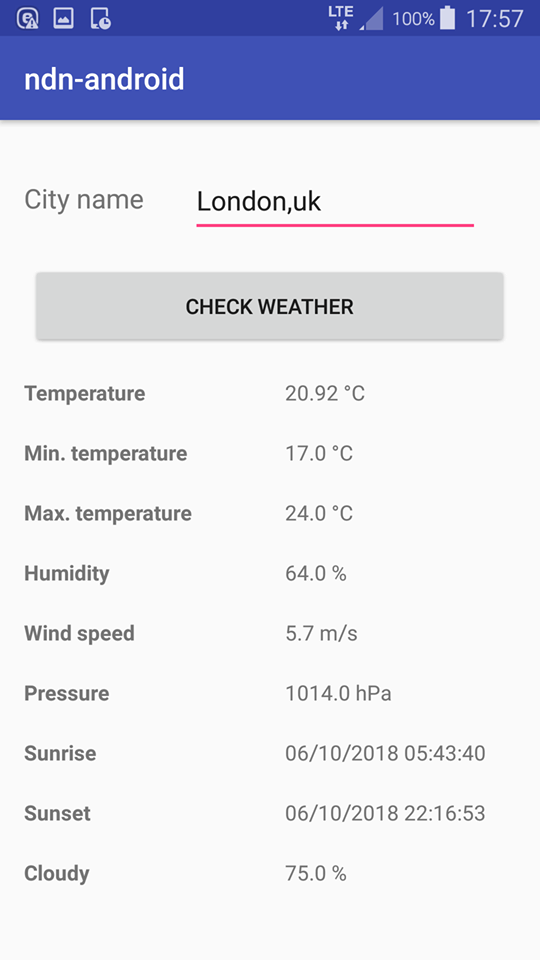 LTE 100% 17:57
ndn-android
City name London,uk
CHECK WEATHER
Temperature 20.92 °C
Min. temperature 17.0 °C
Max. temperature 24.0 °C
Humidity 64.0 %
Wind speed 5.7 m/s
Pressure 1014.0 hPa
Sunrise 06/10/2018 05:43:40
Sunset 06/10/2018 22:16:53
Cloudy 75.0 %